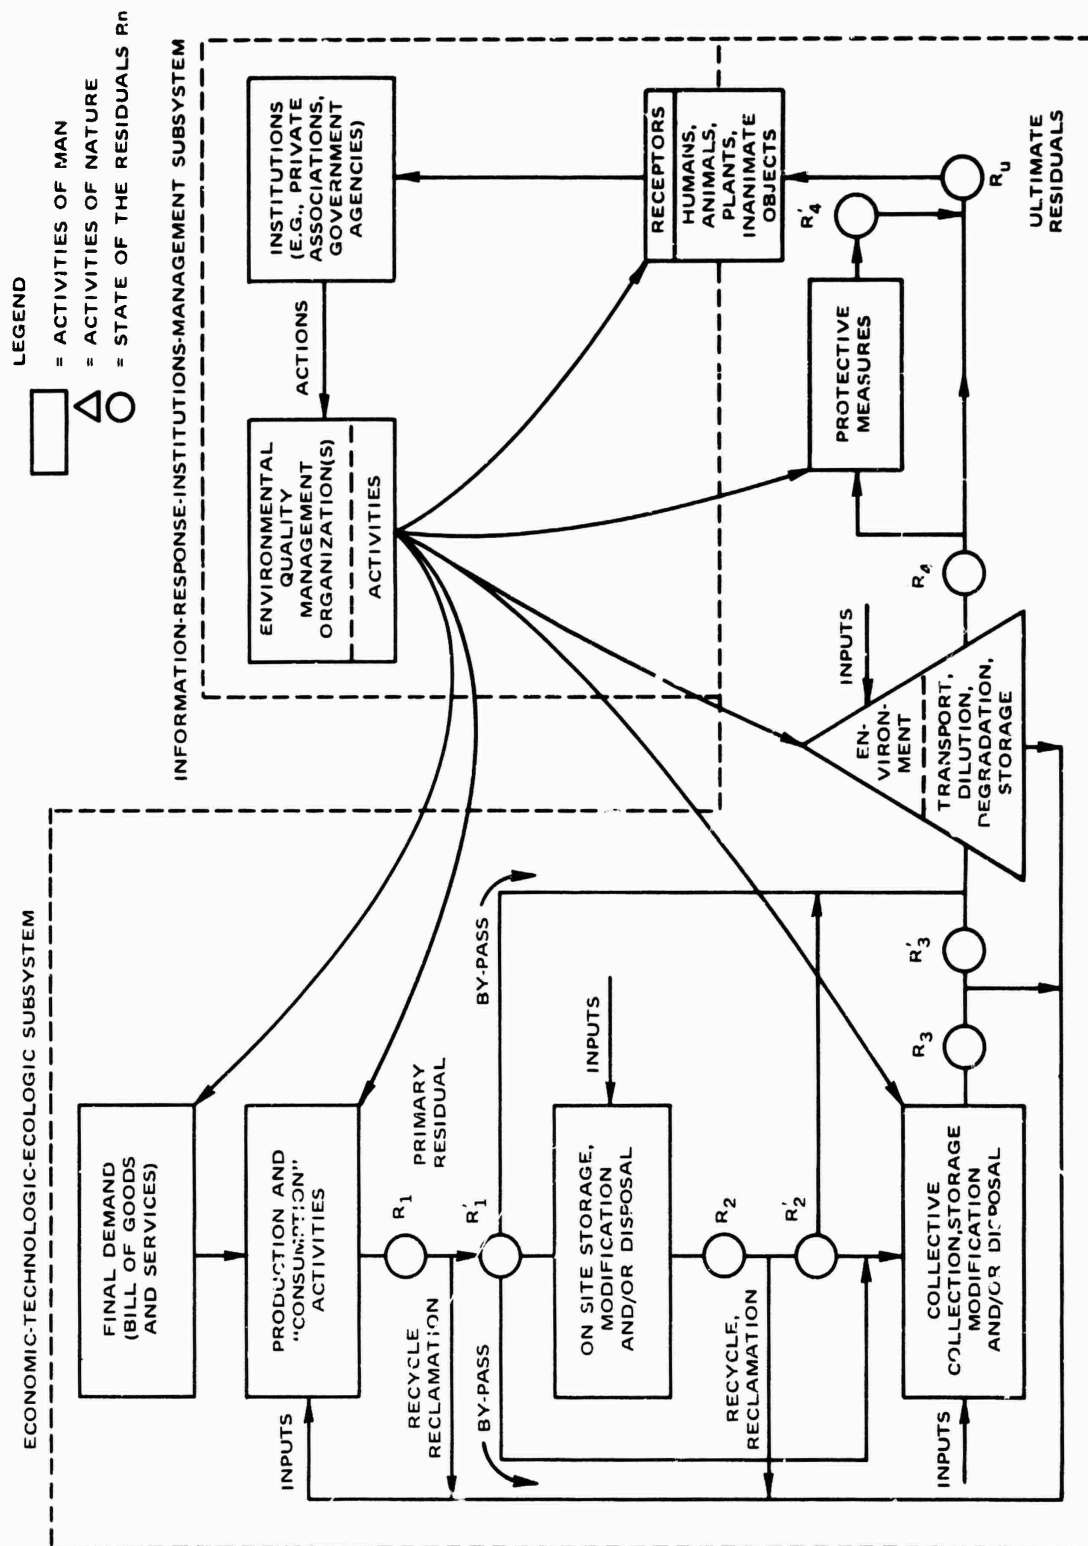 LEGEND
= ACTIVITIES OF MAN
= ACTIVITIES OF NATURE
= STATE OF THE RESIDUALS Rn
ECONOMIC-TECHNOLOGIC-ECOLOGIC SUBSYSTEM
INFORMATION-RESPONSE-INSTITUTIONS-MANAGEMENT SUBSYSTEM
FINAL DEMAND
(BILL OF GOODS
AND SERVICES)
ENVIRONMENTAL
QUALITY
MANAGEMENT
ORGANIZATION(S)
ACTIVITIES
ACTIONS
INSTITUTIONS
(E.G., PRIVATE
ASSOCIATIONS,
GOVERNMENT
AGENCIES)
INPUTS
PRODUCTION AND
"CONSUMPTION"
ACTIVITIES
R1
PRIMARY
RESIDUAL
RECYCLE
RECLAMATION
R'1
BY-PASS
BY-PASS
ON SITE STORAGE,
MODIFICATION
AND/OR DISPOSAL
INPUTS
R2
RECYCLE,
RECLAMATION
R'2
INPUTS
COLLECTIVE
COLLECTION,STORAGE
MODIFICATION
AND/OR DISPOSAL
R3
R'3
INPUTS
EN-
VIRON-
MENT
TRANSPORT,
DILUTION,
DEGRADATION,
STORAGE
R4
PROTECTIVE
MEASURES
R'4
RECEPTORS
HUMANS,
ANIMALS,
PLANTS,
INANIMATE
OBJECTS
Ru
ULTIMATE
RESIDUALS